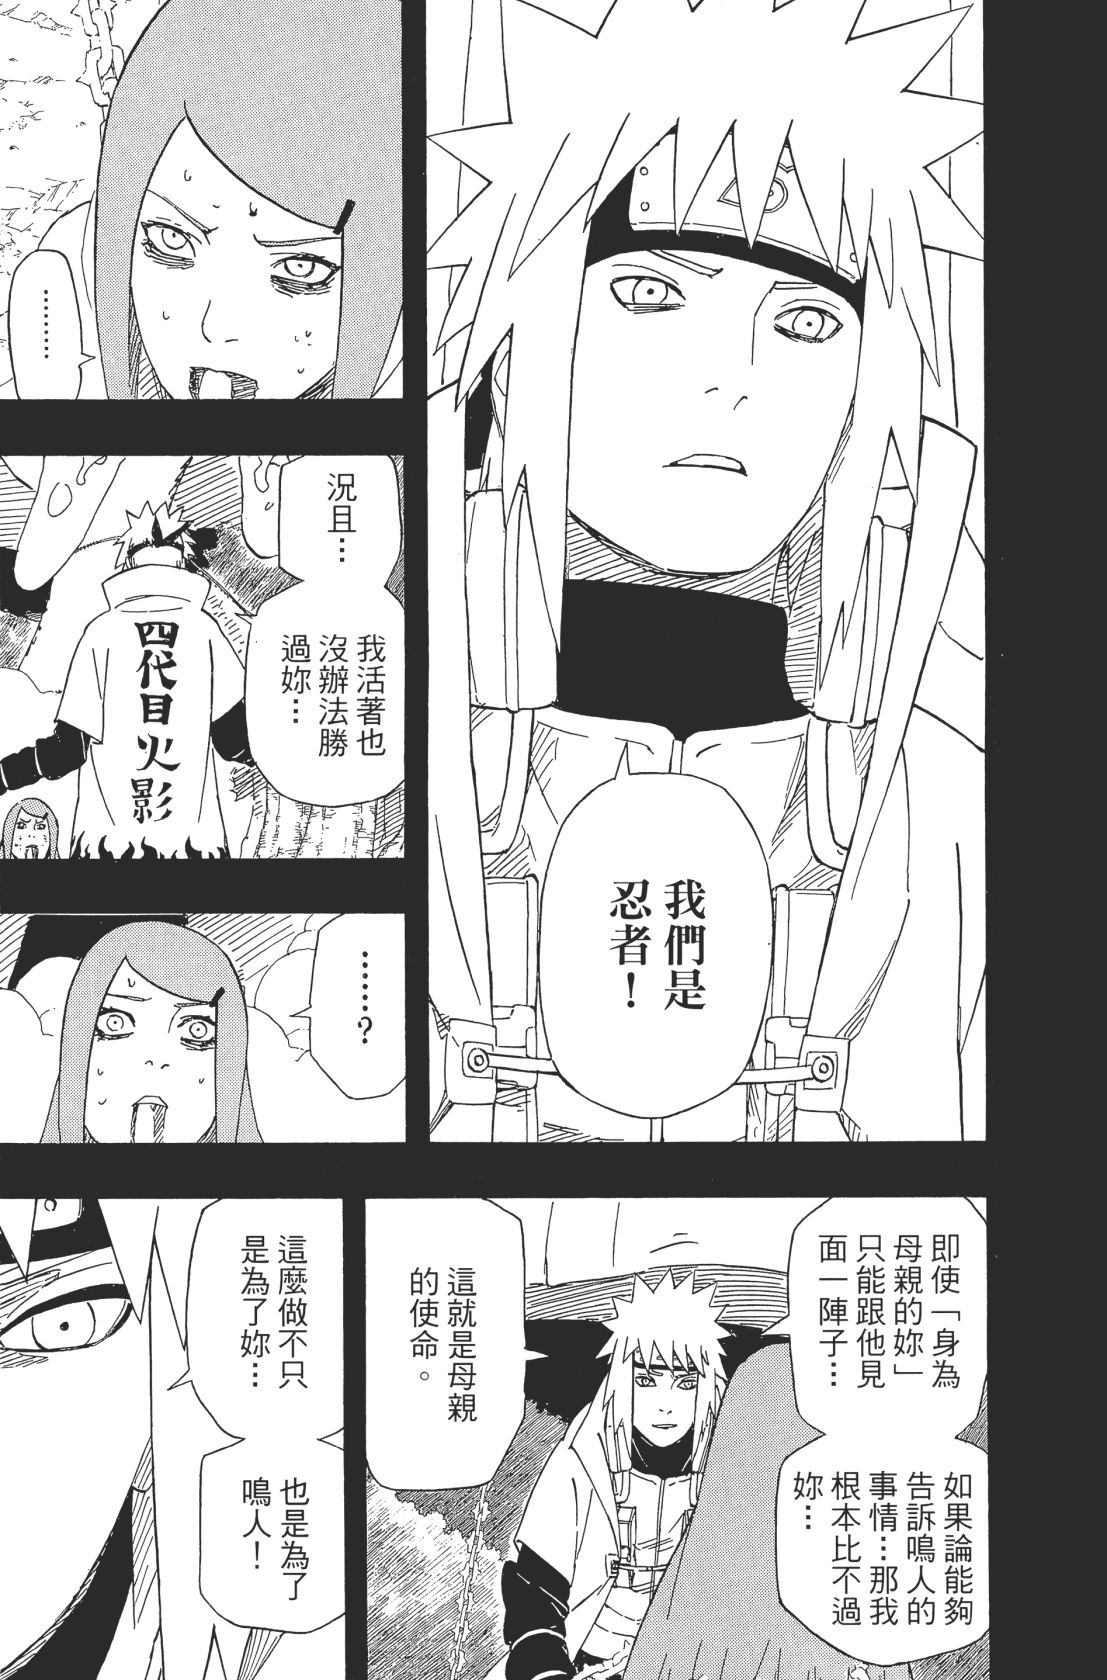 我們是
忍者！
………
況且…
我活著也
沒辦法勝
過妳…
四代目火影
……？
即使「身為
母親的妳」
只能跟他見
面一陣子…
如果論能夠
告訴鳴人的
事情…那我
根本比不過
妳…
這就是母親
的使命。
這麼做不只
是為了妳…
也是為了
鳴人！